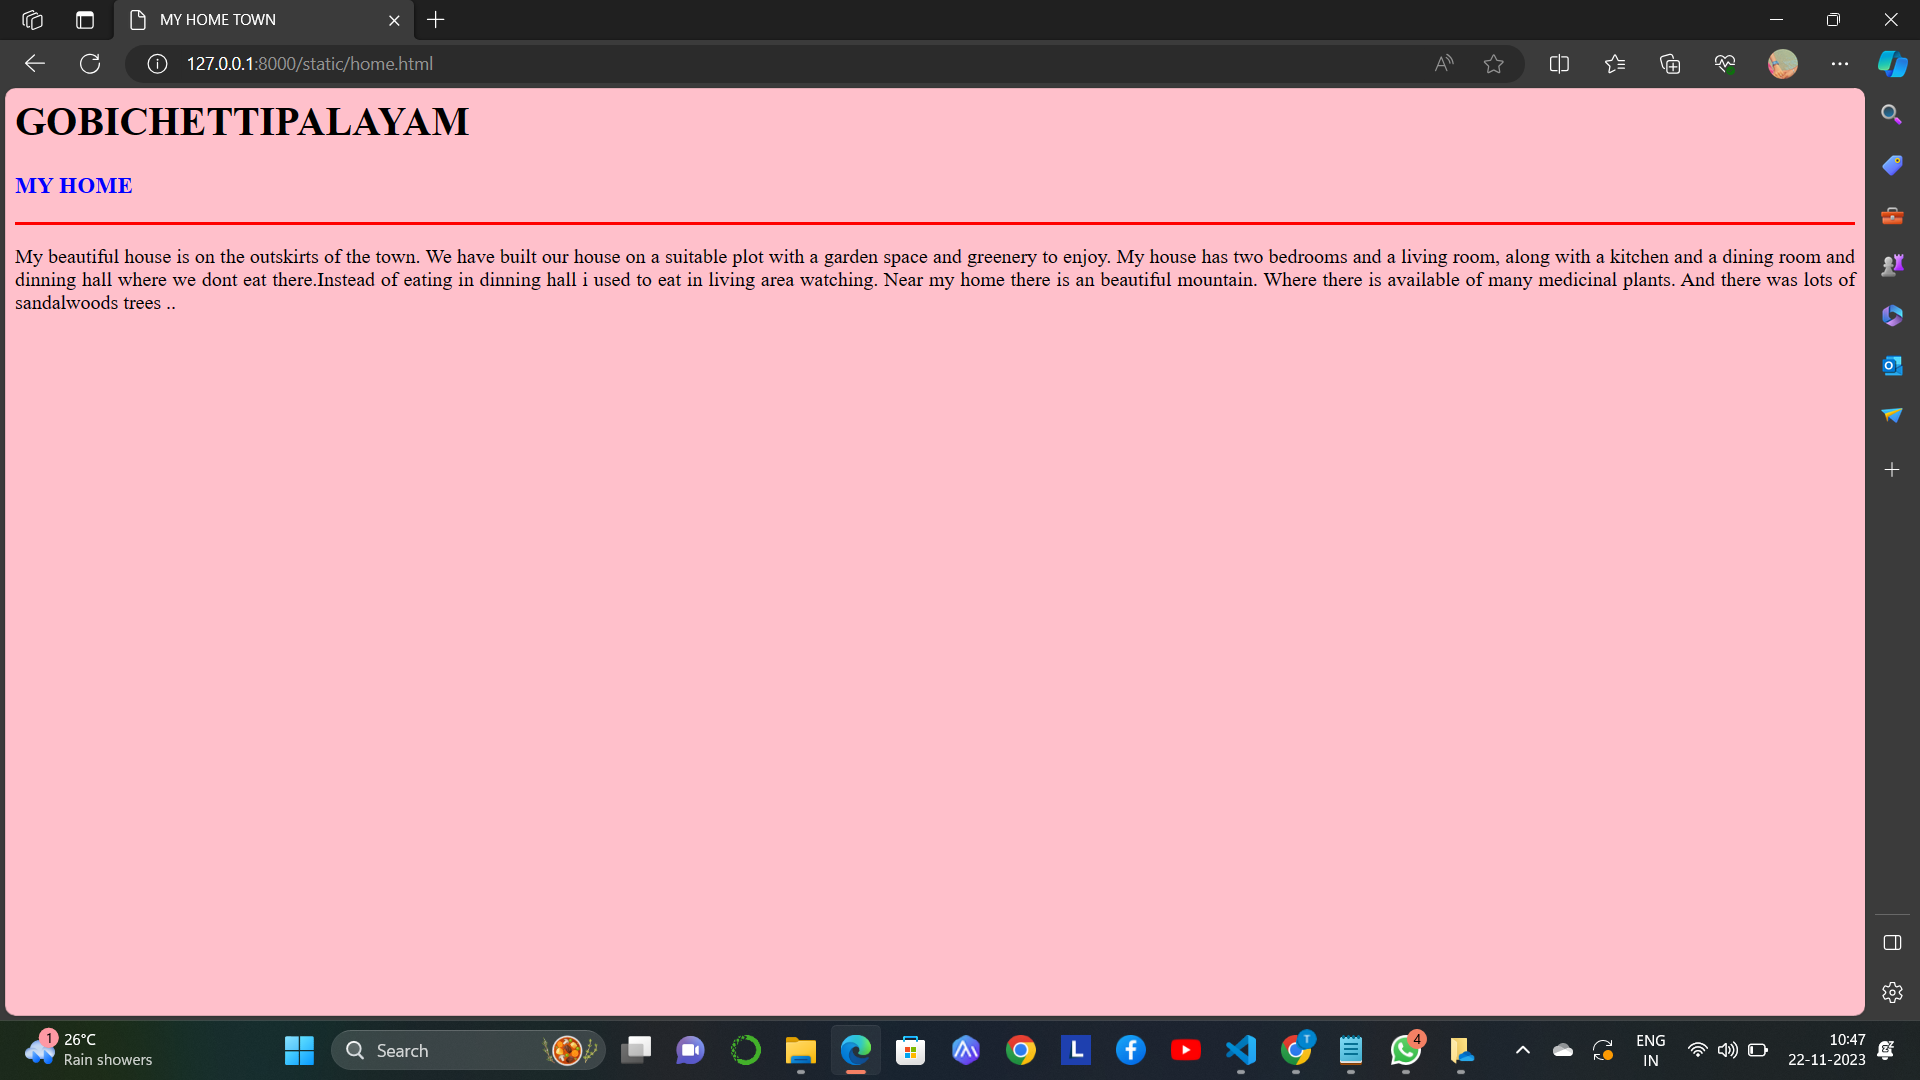 MY HOME TOWN
127.0.0.1:8000/static/home.html
GOBICHETTIPALAYAM
MY HOME
My beautiful house is on the outskirts of the town. We have built our house on a suitable plot with a garden space and greenery to enjoy. My house has two bedrooms and a living room, along with a kitchen and a dining room and
dinning hall where we dont eat there.Instead of eating in dinning hall i used to eat in living area watching. Near my home there is an beautiful mountain. Where there is available of many medicinal plants. And there was lots of
sandalwoods trees ..
1
26°C
Rain showers
Search
L
T
4
ENG
IN
10:47
22-11-2023